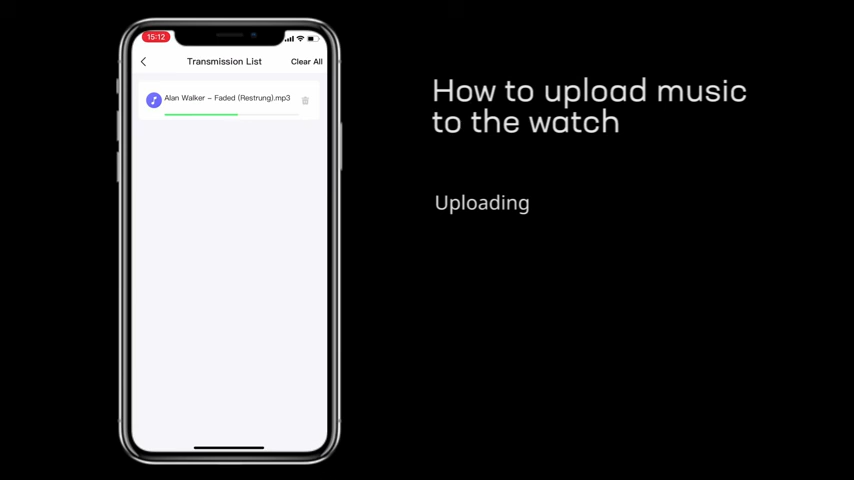 15:12
Transmission List
Clear All
Alan Walker – Faded (Restrung).mp3
How to upload music
to the watch
Uploading